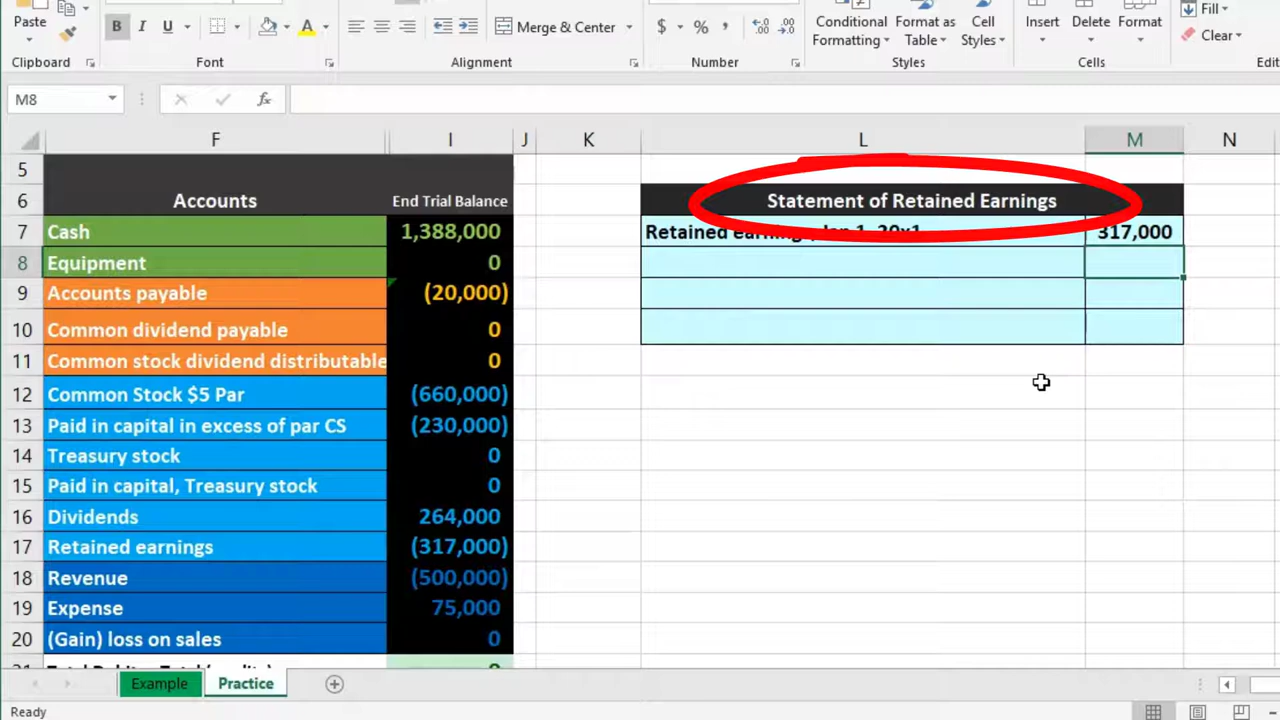 Paste
B I U
Merge & Center
$ % ,
Conditional Formatting
Format as Table
Cell Styles
Insert
Delete
Format
Fill
Clear
Clipboard
Font
Alignment
Number
Styles
Cells
M8
fx
F I J K L M N
5
6 Accounts End Trial Balance Statement of Retained Earnings
7 Cash 1,388,000 Retained earnings, Jan 1, 20x1 317,000
8 Equipment 0
9 Accounts payable (20,000)
10 Common dividend payable 0
11 Common stock dividend distributable 0
12 Common Stock $5 Par (660,000)
13 Paid in capital in excess of par CS (230,000)
14 Treasury stock 0
15 Paid in capital, Treasury stock 0
16 Dividends 264,000
17 Retained earnings (317,000)
18 Revenue (500,000)
19 Expense 75,000
20 (Gain) loss on sales 0
Example Practice
Ready